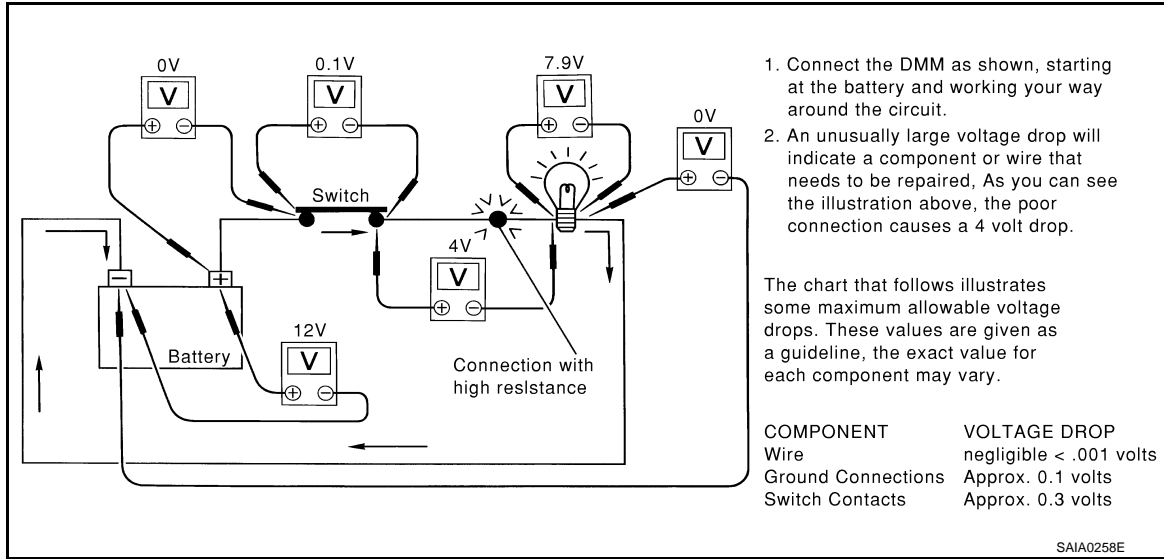 0V
0.1V
7.9V
0V
V
V
V
V
Switch
4V
V
12V
V
Battery
Connection with
high reslstance
1. Connect the DMM as shown, starting
at the battery and working your way
around the circuit.
2. An unusually large voltage drop will
indicate a component or wire that
needs to be repaired, As you can see
the illustration above, the poor
connection causes a 4 volt drop.
The chart that follows illustrates
some maximum allowable voltage
drops. These values are given as
a guideline, the exact value for
each component may vary.
COMPONENT VOLTAGE DROP
Wire negligible < .001 volts
Ground Connections Approx. 0.1 volts
Switch Contacts Approx. 0.3 volts
SAIA0258E